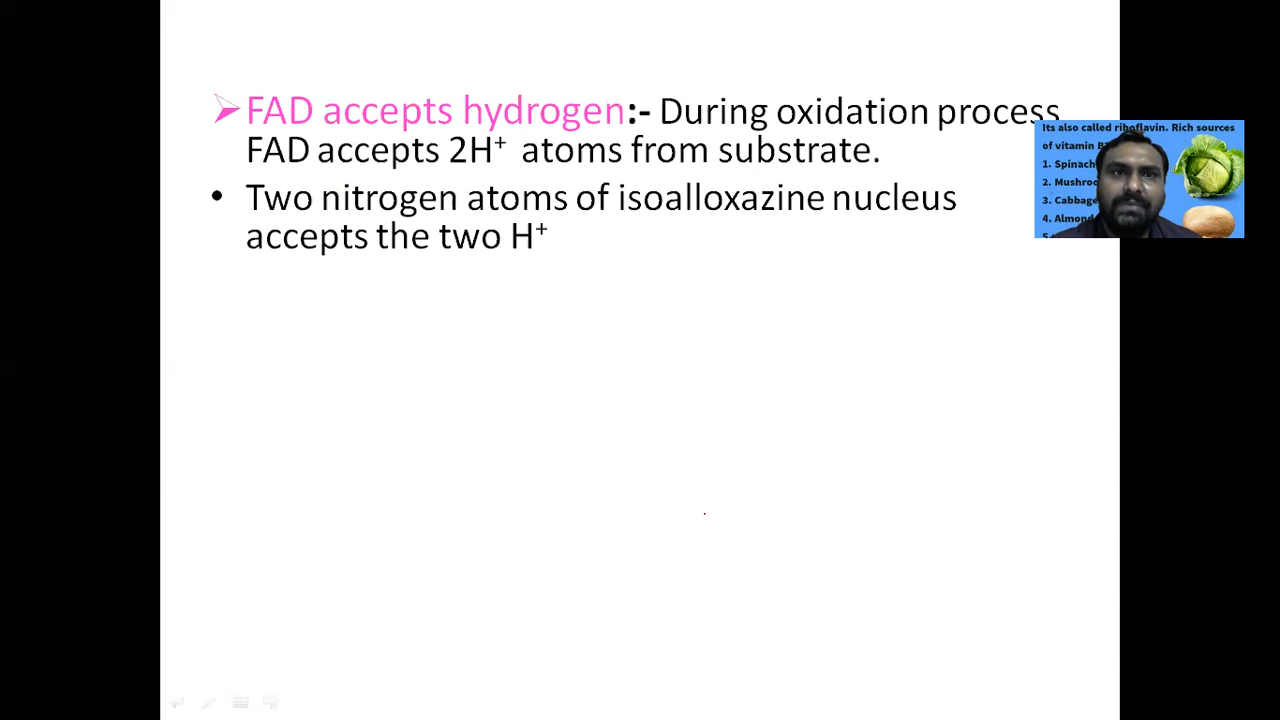 ➢FAD accepts hydrogen:- During oxidation process
FAD accepts 2H⁺ atoms from substrate.
• Two nitrogen atoms of isoalloxazine nucleus
accepts the two H⁺
Its also called riboflavin. Rich sources
of vitamin
1. Spinach
2.
3. Cabbage
4. Almond
5